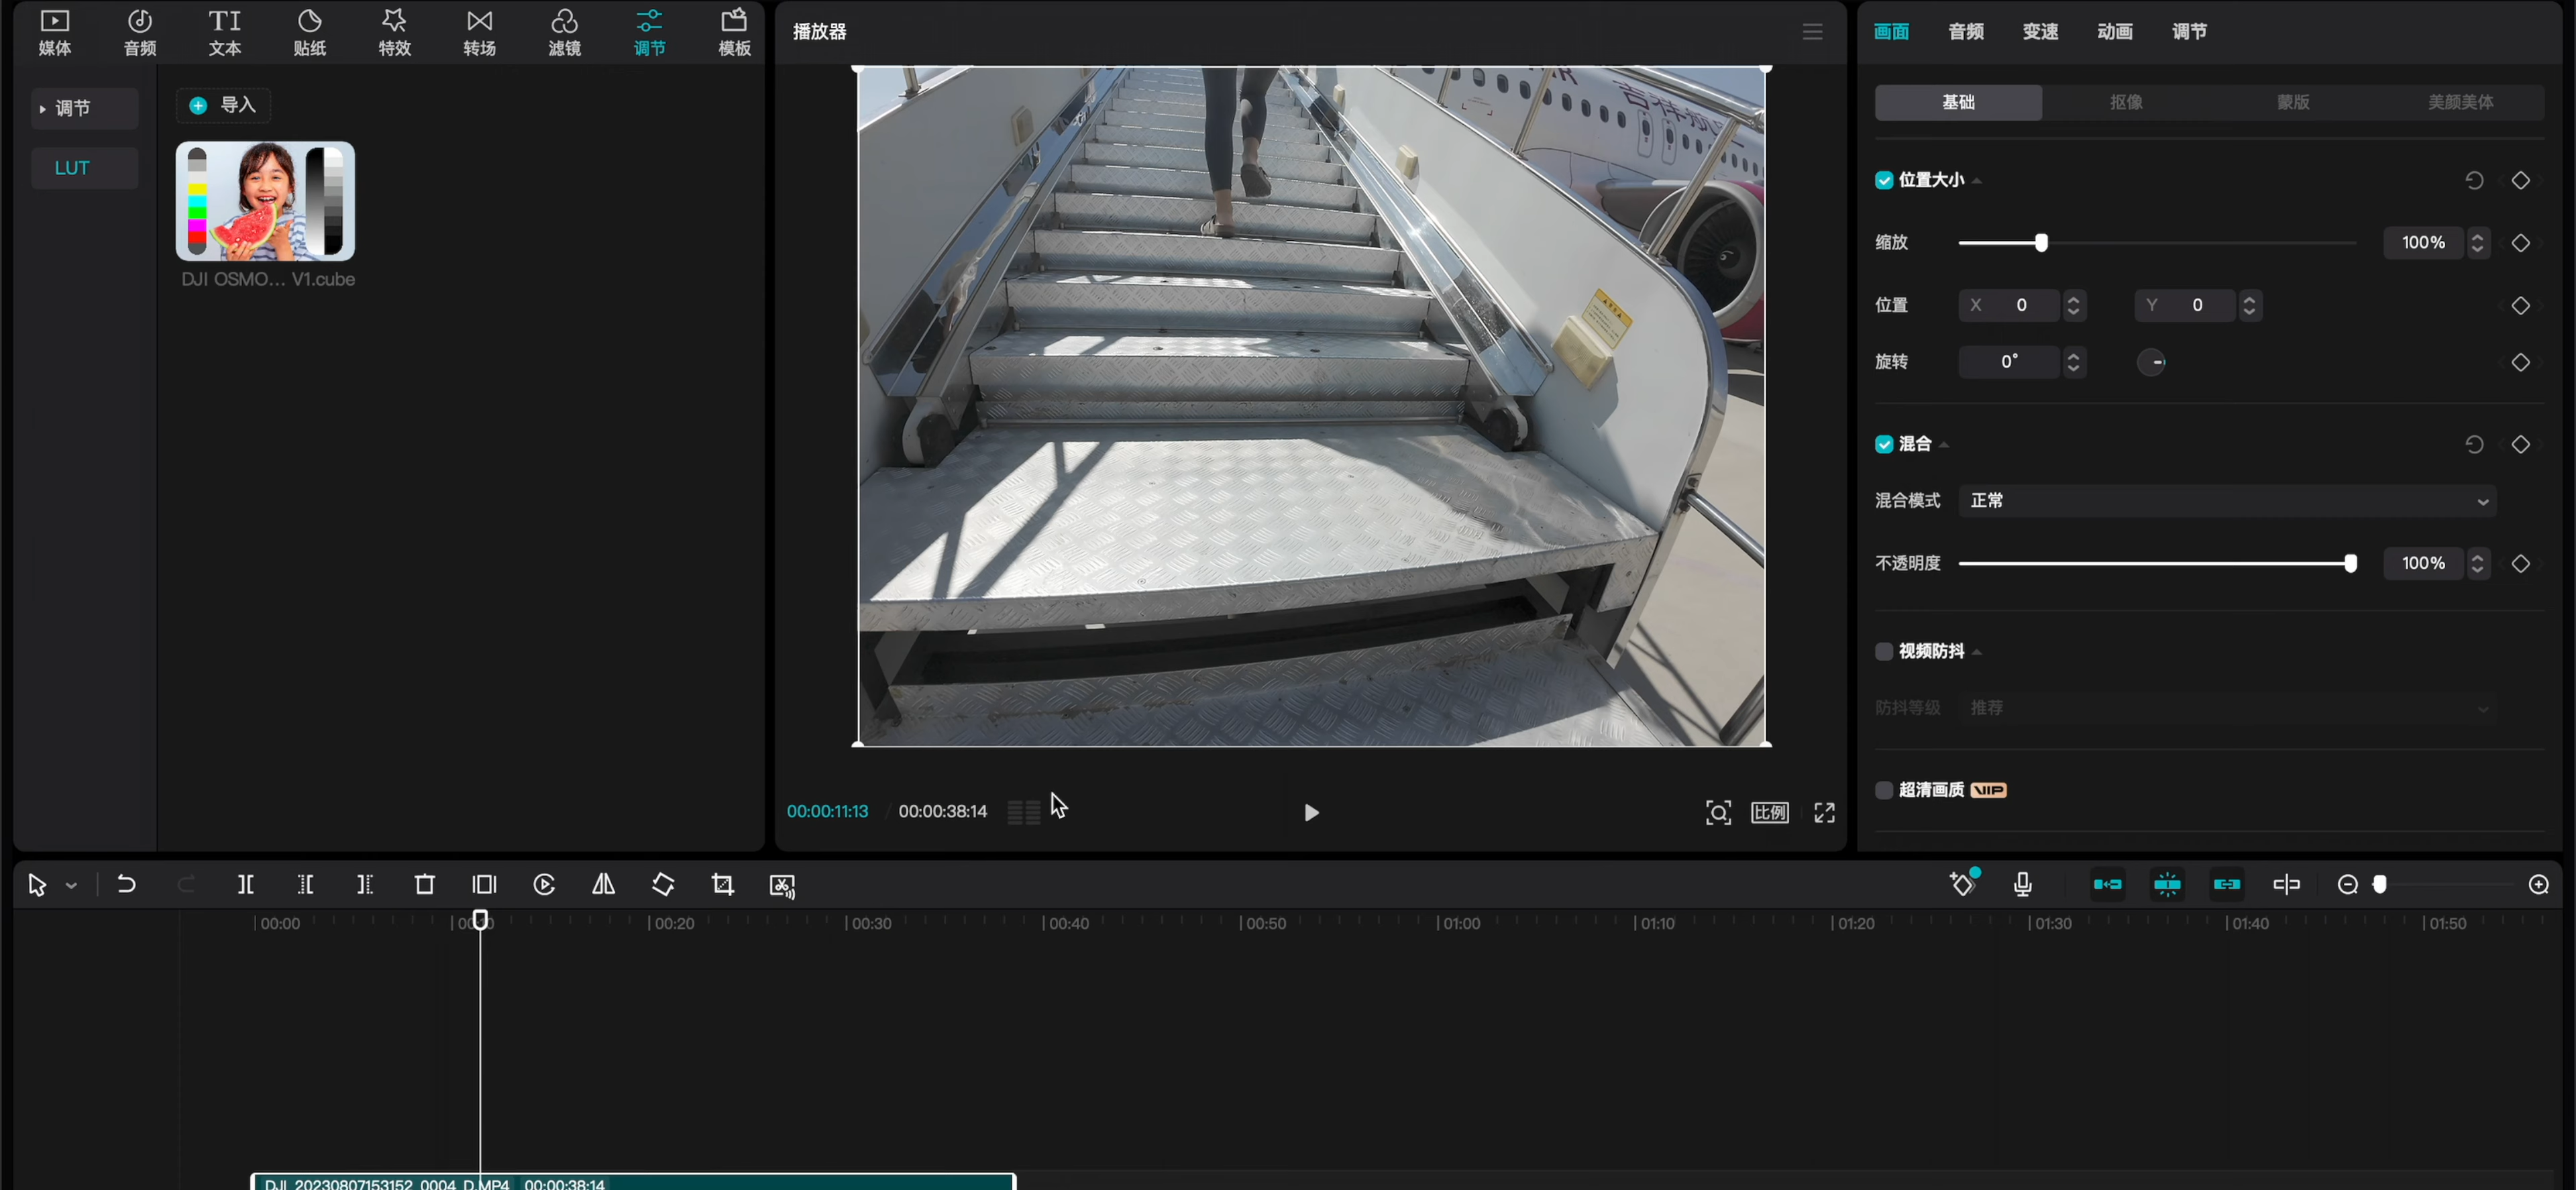 媒体 音频 文本 贴纸 特效 转场 滤镜 调节 模板
播放器
画面 音频 变速 动画 调节
调节
导入
LUT
DJI OSMO... V1.cube
基础 抠像 蒙版 美颜美体
位置大小
缩放 100%
位置 X 0 Y 0
旋转 0°
混合
混合模式 正常
不透明度 100%
视频防抖
防抖等级 推荐
超清画质 VIP
吉祥航
00:00:11:13 / 00:00:38:14
比例
00:00 00:10 00:20 00:30 00:40 00:50 01:00 01:10 01:20 01:30 01:40 01:50
DJI_20230807153152_0004_D.MP4 00:00:38:14